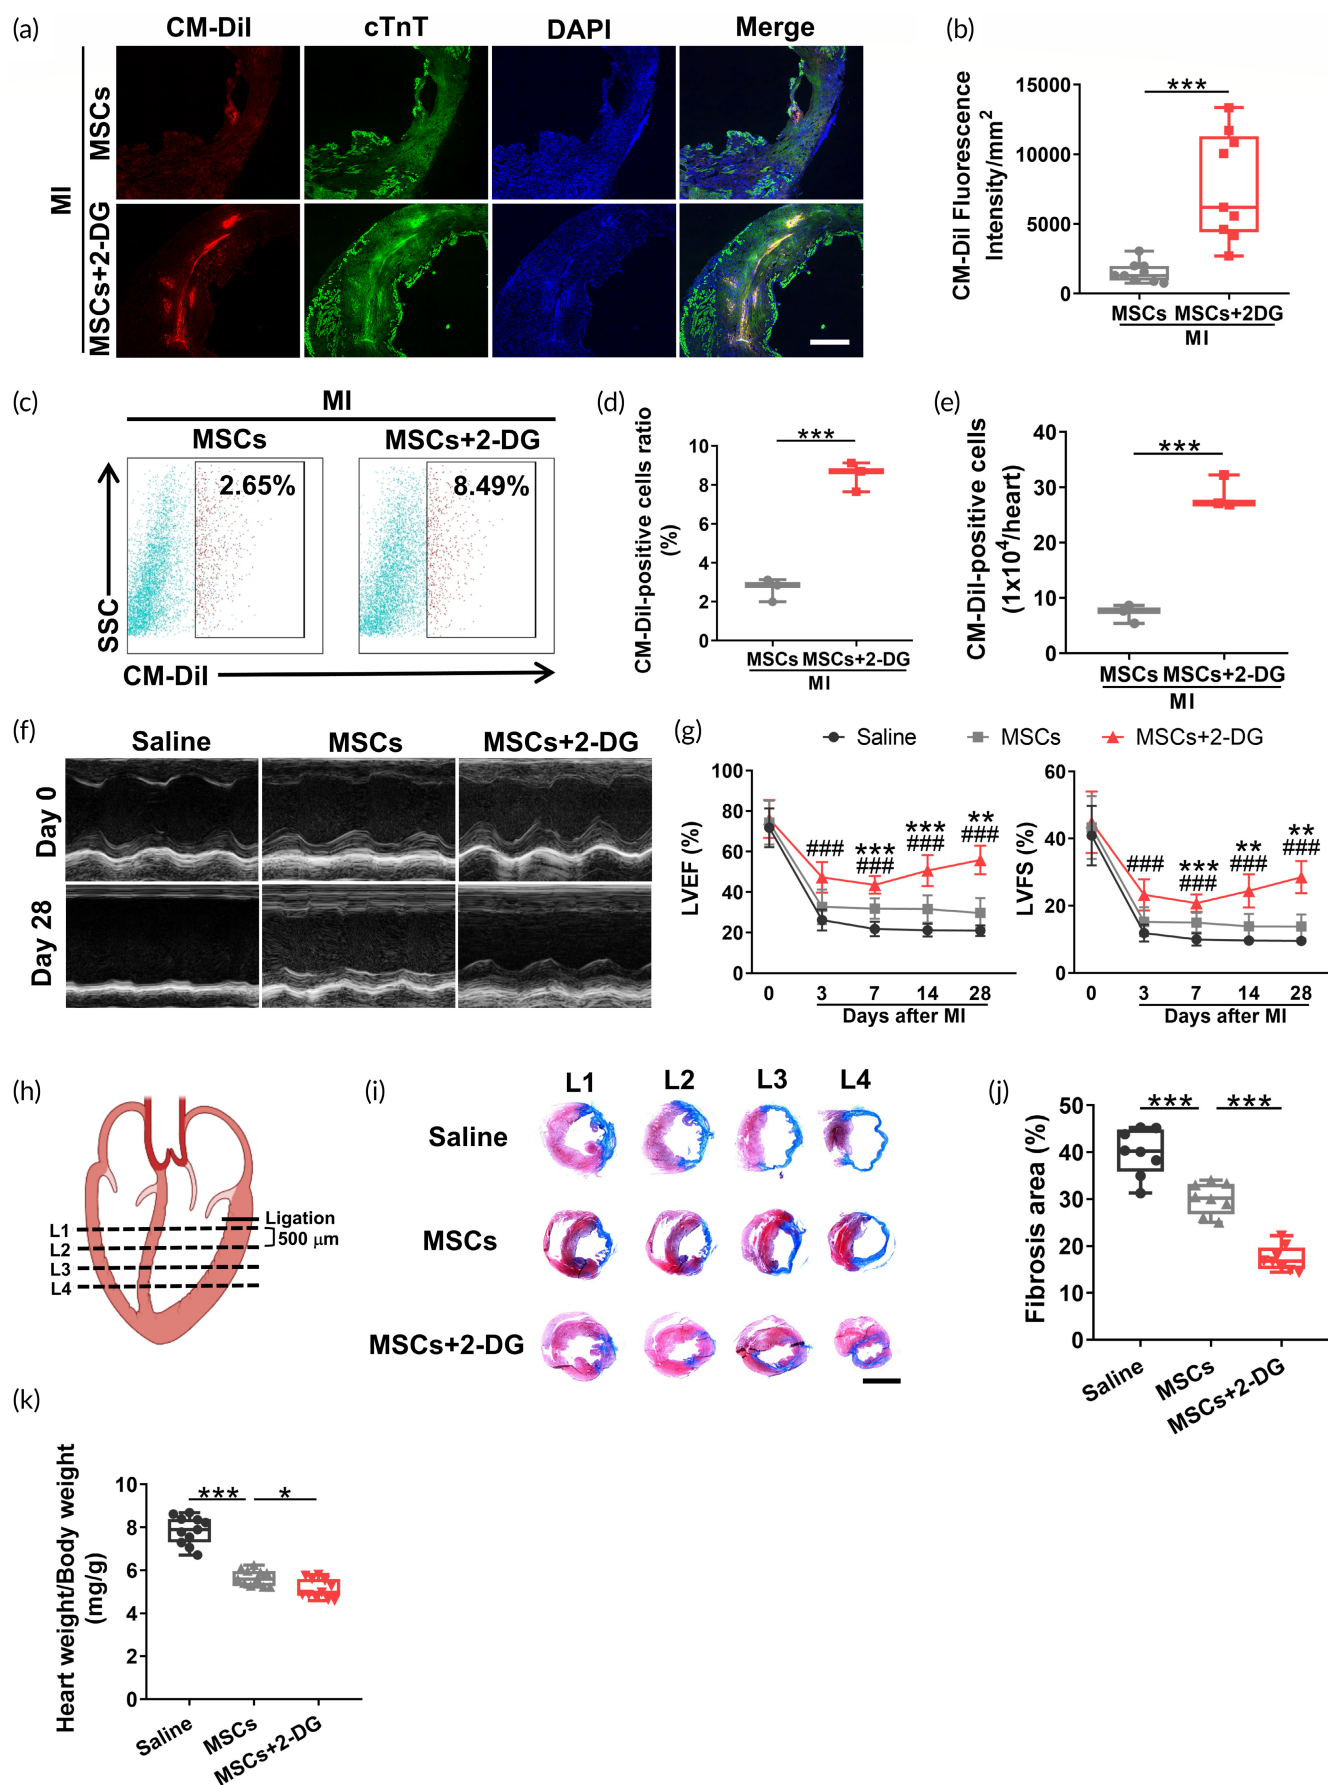 (a)
CM-Dil cTnT DAPI Merge
MI
MSCs
MSCs+2-DG
(b)
CM-Dil Fluorescence
Intensity/mm2
15000
10000
5000
0
***
MSCs MSCs+2DG
MI
(c)
MI
MSCs MSCs+2-DG
2.65% 8.49%
SSC
CM-Dil
(d)
CM-Dil-positive cells ratio
(%)
10
8
6
4
2
0
***
MSCs MSCs+2-DG
MI
(e)
CM-Dil-positive cells
(1x104/heart)
40
30
20
10
0
***
MSCs MSCs+2-DG
MI
(f)
Saline MSCs MSCs+2-DG
Day 0
Day 28
(g)
Saline MSCs MSCs+2-DG
LVEF (%)
100
80
60
40
20
0
### *** ### *** ### ** ###
0 3 7 14 28
Days after MI
LVFS (%)
60
40
20
0
### *** ### ** ### ** ###
0 3 7 14 28
Days after MI
(h)
Ligation
500 μm
L1
L2
L3
L4
(i)
L1 L2 L3 L4
Saline
MSCs
MSCs+2-DG
(j)
Fibrosis area (%)
50
40
30
20
10
0
*** ***
Saline MSCs MSCs+2-DG
(k)
Heart weight/Body weight
(mg/g)
10
8
6
4
2
0
*** *
Saline MSCs MSCs+2-DG